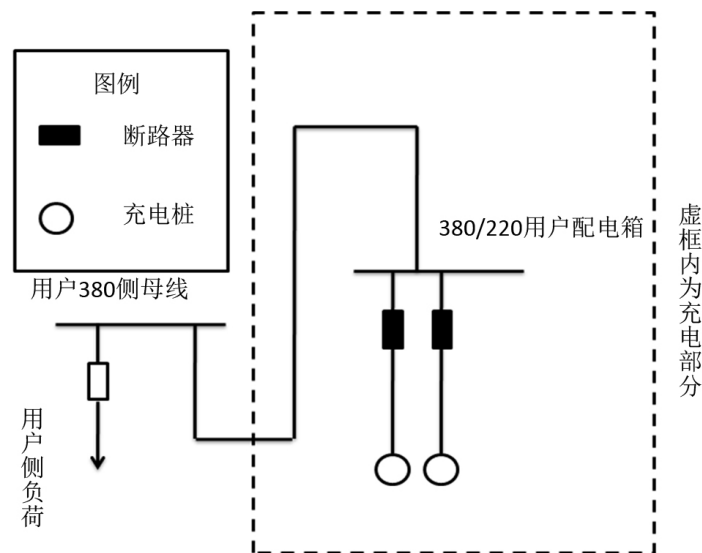 图例
断路器
充电桩
用户380侧母线
用户侧负荷
380/220用户配电箱
虚框内为充电部分